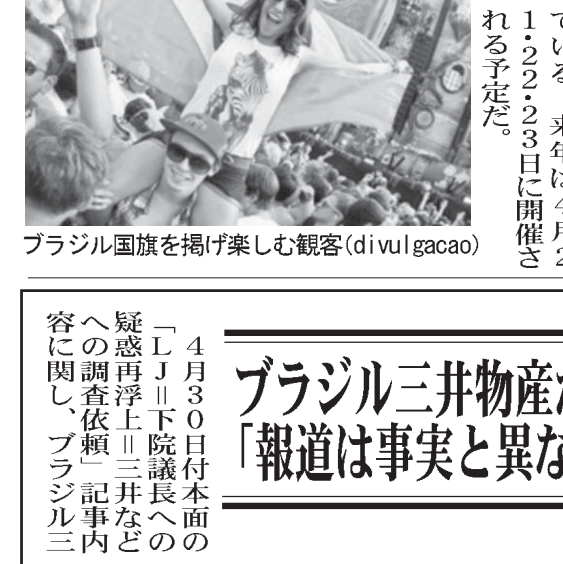 ている。来年は4月2
1・22・23日に開催さ
れる予定だ。
ブラジル国旗を掲げ楽しむ観客(divulgacao)
ブラジル三井物産
「報道は事実と異な
4月30日付本面の
「LJ＝下院議長への
疑惑再浮上＝三井など
への調査依頼」記事内
容に関し、ブラジル三